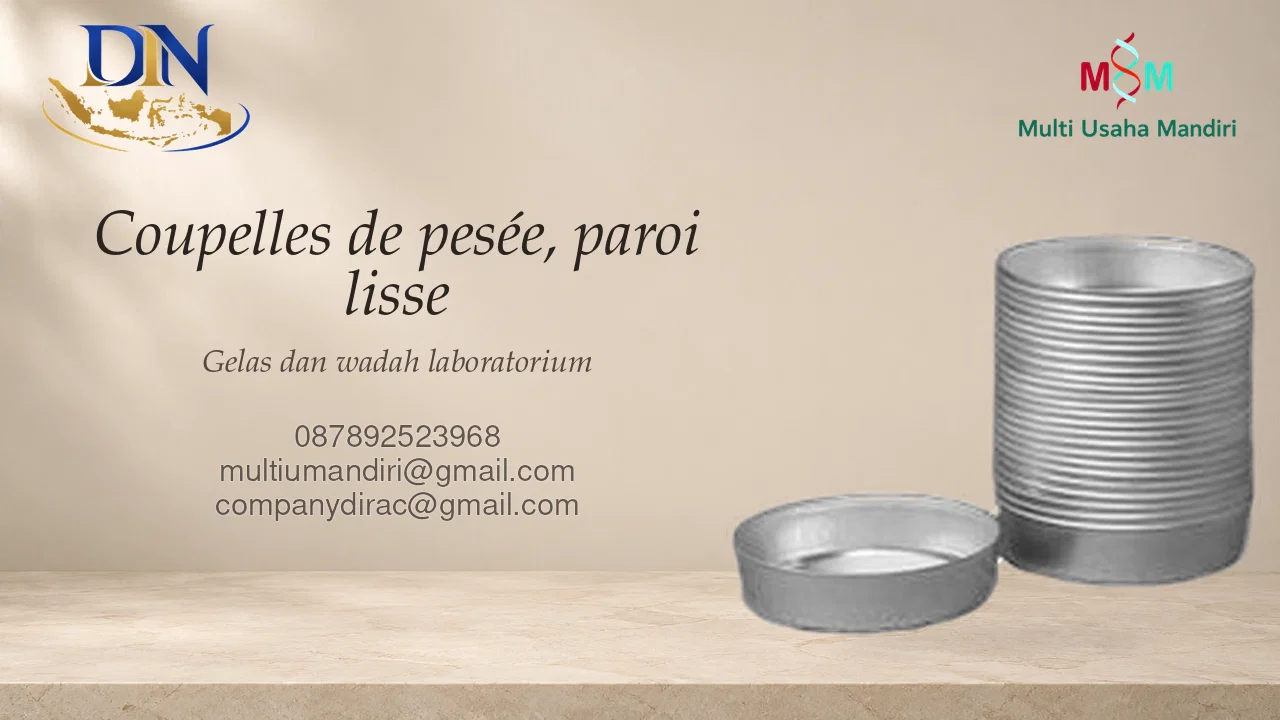 DIN
M M
Multi Usaha Mandiri
Coupelles de pesée, paroi
lisse
Gelas dan wadah laboratorium
087892523968
multiumandiri@gmail.com
companydirac@gmail.com